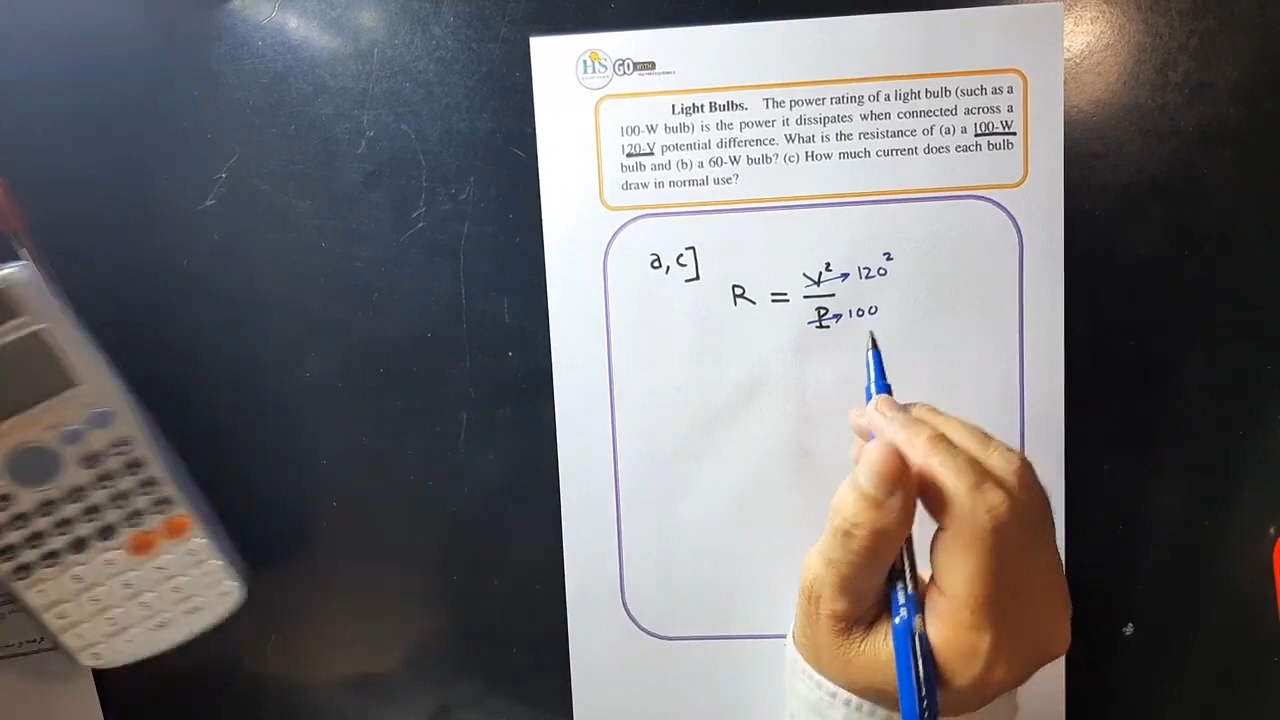 HS
GO WITH
Light Bulbs. The power rating of a light bulb (such as a
100-W bulb) is the power it dissipates when connected across a
120-V potential difference. What is the resistance of (a) a 100-W
bulb and (b) a 60-W bulb? (c) How much current does each bulb
draw in normal use?
a,c]
R = V²/P
→ 120²
→ 100